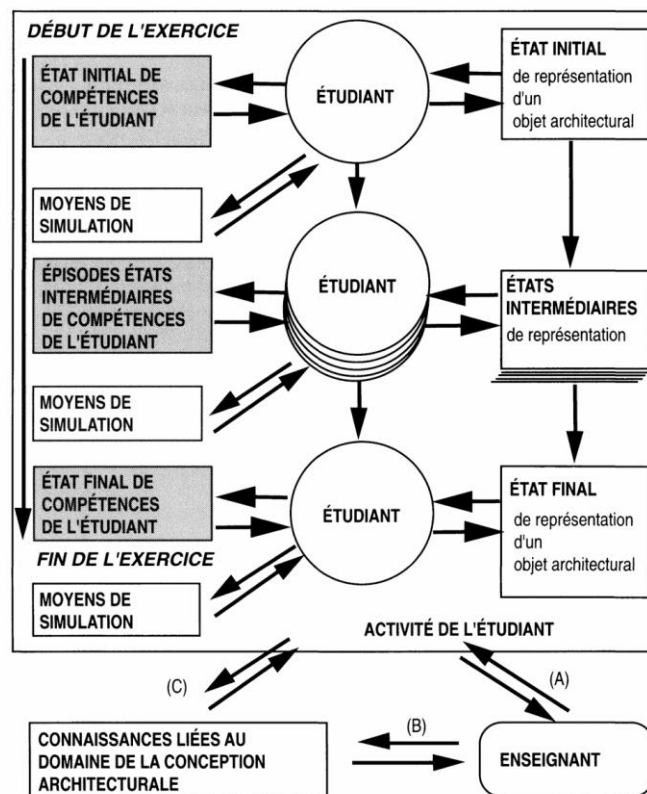 DÉBUT DE L'EXERCICE
ÉTAT INITIAL DE
COMPÉTENCES
DE L'ÉTUDIANT
ÉTUDIANT
ÉTAT INITIAL
de représentation
d'un
objet architectural
MOYENS DE
SIMULATION
ÉPISODES ÉTATS
INTERMÉDIAIRES
DE COMPÉTENCES
DE L'ÉTUDIANT
ÉTUDIANT
ÉTATS
INTERMÉDIAIRES
de représentation
MOYENS DE
SIMULATION
ÉTAT FINAL DE
COMPÉTENCES
DE L'ÉTUDIANT
ÉTUDIANT
ÉTAT FINAL
de représentation
d'un
objet architectural
FIN DE L'EXERCICE
MOYENS DE
SIMULATION
ACTIVITÉ DE L'ÉTUDIANT
(C)
(A)
(B)
CONNAISSANCES LIÉES AU
DOMAINE DE LA CONCEPTION
ARCHITECTURALE
ENSEIGNANT